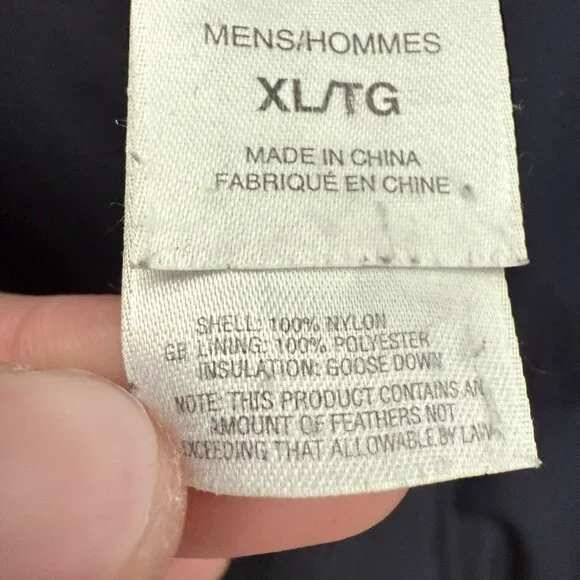 MENS/HOMMES
XL/TG
MADE IN CHINA
FABRIQUÉ EN CHINE
SHELL: 100% NYLON
GB LINING: 100% POLYESTER
INSULATION: GOOSE DOWN
NOTE: THIS PRODUCT CONTAINS AN
AMOUNT OF FEATHERS NOT
EXCEEDING THAT ALLOWABLE BY LAW